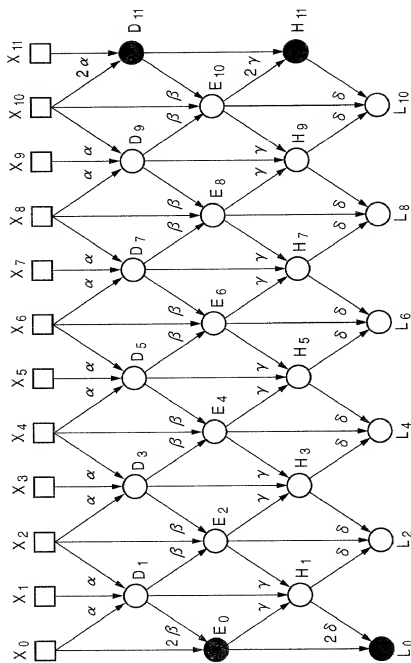 X0 X1 X2 X3 X4 X5 X6 X7 X8 X9 X10 X11
α α α α α α α α α α 2α
D1 D3 D5 D7 D9 D11
2β β β β β β β β β β β
E0 E2 E4 E6 E8 E10
γ γ γ γ γ γ γ γ γ γ 2γ
H1 H3 H5 H7 H9 H11
2δ δ δ δ δ δ δ δ δ δ δ
L0 L2 L4 L6 L8 L10